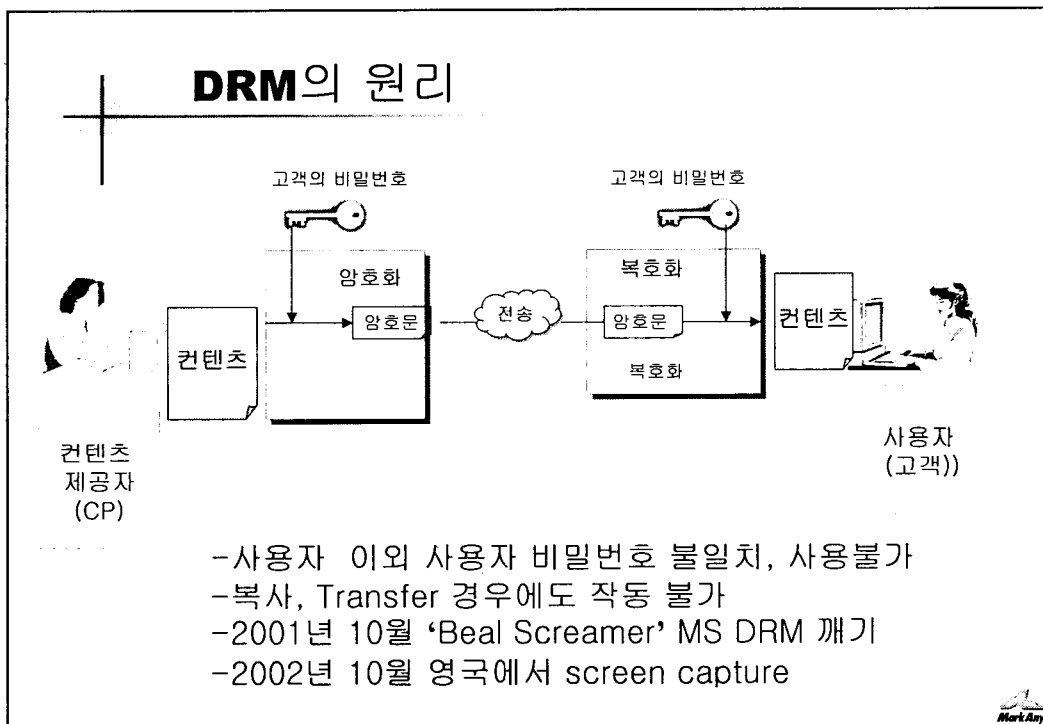 DRM의 원리
고객의 비밀번호
고객의 비밀번호
암호화
복호화
컨텐츠
암호문
전송
암호문
컨텐츠
복호화
컨텐츠
제공자
(CP)
사용자
(고객))
-사용자 이외 사용자 비밀번호 불일치, 사용불가
-복사, Transfer 경우에도 작동 불가
-2001년 10월 ‘Beal Screamer’ MS DRM 깨기
-2002년 10월 영국에서 screen capture